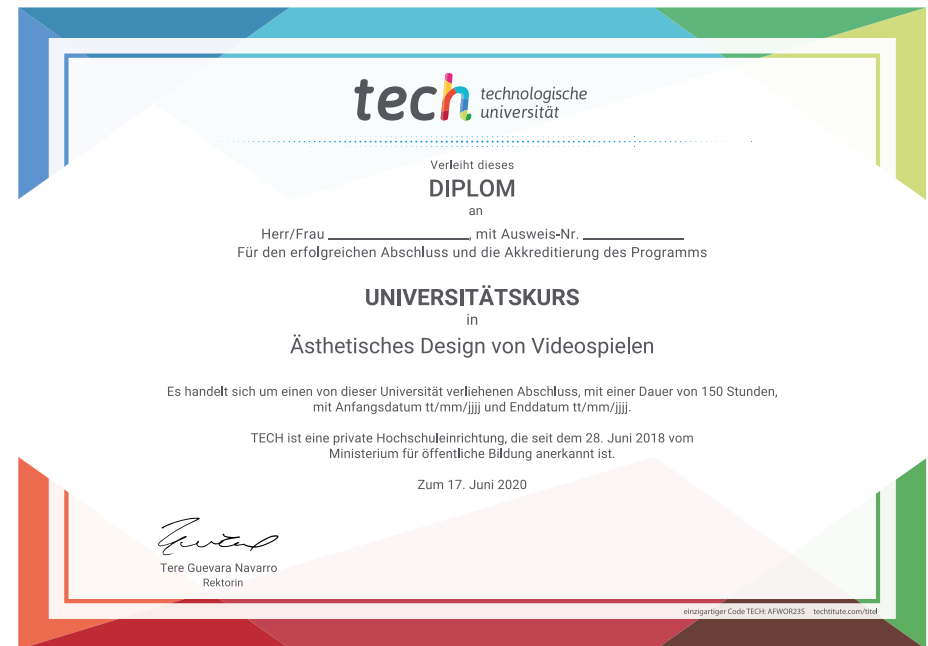 tech technologische
universität
Verleiht dieses
DIPLOM
an
Herr/Frau ____________________, mit Ausweis-Nr. ______________
Für den erfolgreichen Abschluss und die Akkreditierung des Programms
UNIVERSITÄTSKURS
in
Ästhetisches Design von Videospielen
Es handelt sich um einen von dieser Universität verliehenen Abschluss, mit einer Dauer von 150 Stunden,
mit Anfangsdatum tt/mm/jjjj und Enddatum tt/mm/jjjj.
TECH ist eine private Hochschuleinrichtung, die seit dem 28. Juni 2018 vom
Ministerium für öffentliche Bildung anerkannt ist.
Zum 17. Juni 2020
Tere Guevara Navarro
Rektorin
einzigartiger Code TECH: AFWOR23S techtitute.com/titel